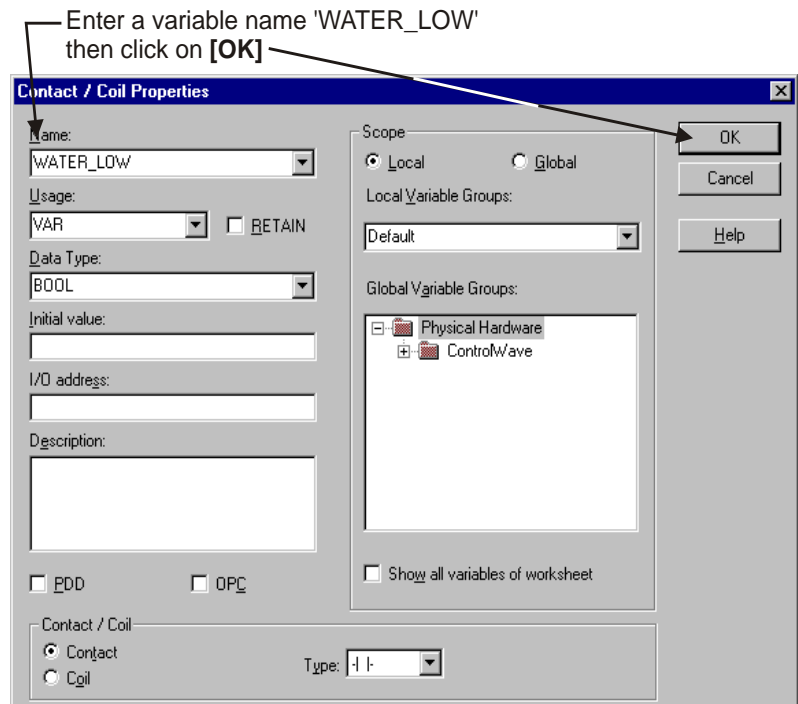 Enter a variable name 'WATER_LOW'
then click on [OK]
Contact / Coil Properties
Name:
WATER_LOW
Usage:
VAR
RETAIN
Data Type:
BOOL
Initial value:
I/O address:
Description:
PDD
OPC
Scope
Local
Global
Local Variable Groups:
Default
Global Variable Groups:
Physical Hardware
ControlWave
Show all variables of worksheet
OK
Cancel
Help
Contact / Coil
Contact
Coil
Type: -| |-